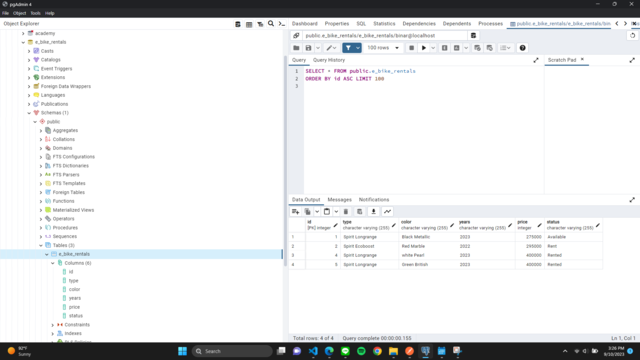 pgAdmin 4
File Object Tools Help
Object Explorer
academy
e_bike_rentals
Casts
Catalogs
Event Triggers
Extensions
Foreign Data Wrappers
Languages
Publications
Schemas (1)
public
Aggregates
Collations
Domains
FTS Configurations
FTS Dictionaries
FTS Parsers
FTS Templates
Foreign Tables
Functions
Materialized Views
Operators
Procedures
Sequences
Tables (3)
e_bike_rentals
Columns (6)
id
type
color
years
price
status
Constraints
Indexes
Dashboard Properties SQL Statistics Dependencies Dependents Processes public.e_bike_rentals/e_bike_rentals/bin
public.e_bike_rentals/e_bike_rentals/binar@localhost
100 rows
Query Query History
Scratch Pad
1 SELECT * FROM public.e_bike_rentals
2 ORDER BY id ASC LIMIT 100
3
Data Output Messages Notifications
id type color years price status
[PK] integer character varying (255) character varying (255) character varying (255) integer character varying (255)
1 1 Spirit Longrange Black Metallic 2023 275000 Available
2 2 Spirit Ecoboost Red Marble 2022 295000 Rent
3 4 Spirit Longrange white Pearl 2023 400000 Rented
4 5 Spirit Longrange Green British 2023 400000 Rented
Total rows: 4 of 4 Query complete 00:00:00.155 Ln 1, Col 1
92°F
Sunny
Search
3:26 PM